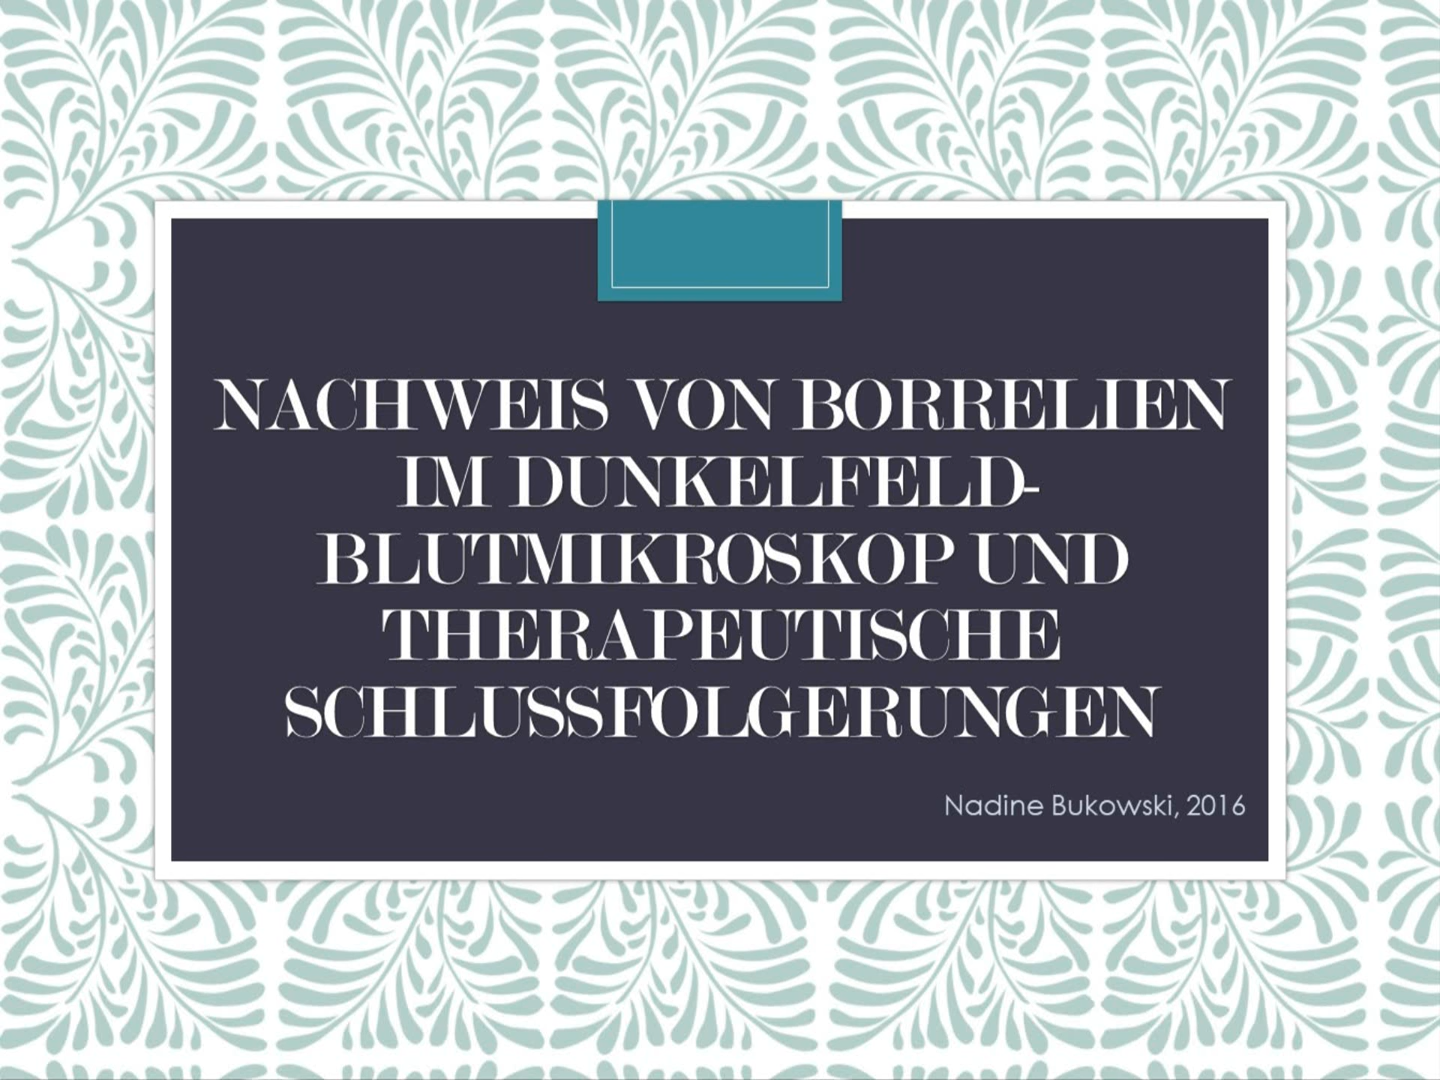 NACHWEIS VON BORRELIEN
IM DUNKELFELD-
BLUTMIKROSKOP UND
THERAPEUTISCHE
SCHLUSSFOLGERUNGEN
Nadine Bukowski, 2016